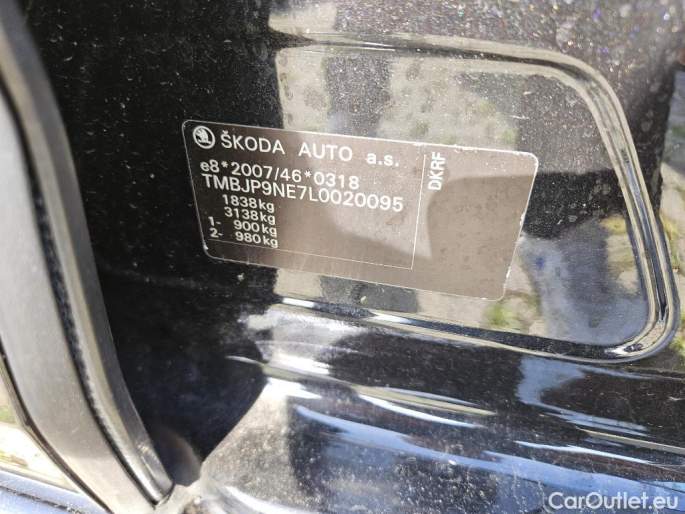 ŠKODA AUTO a.s.
e8*2007/46*0318
TMBJP9NE7L0020095
1838kg
3138kg
1- 900kg
2- 980kg
DKRF
CarOutlet.eu